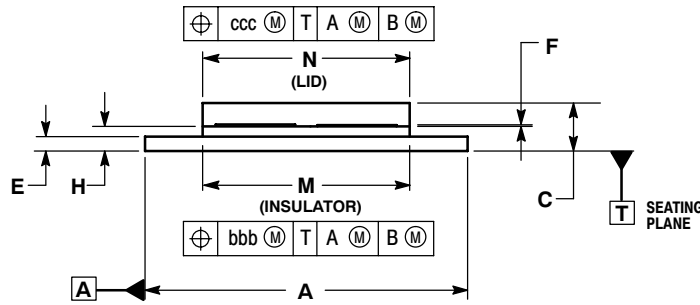 ⌖ ccc Ⓜ T A Ⓜ B Ⓜ
N
(LID)
F
E
H
M
(INSULATOR)
C
T
SEATING
PLANE
⌖ bbb Ⓜ T A Ⓜ B Ⓜ
A
A